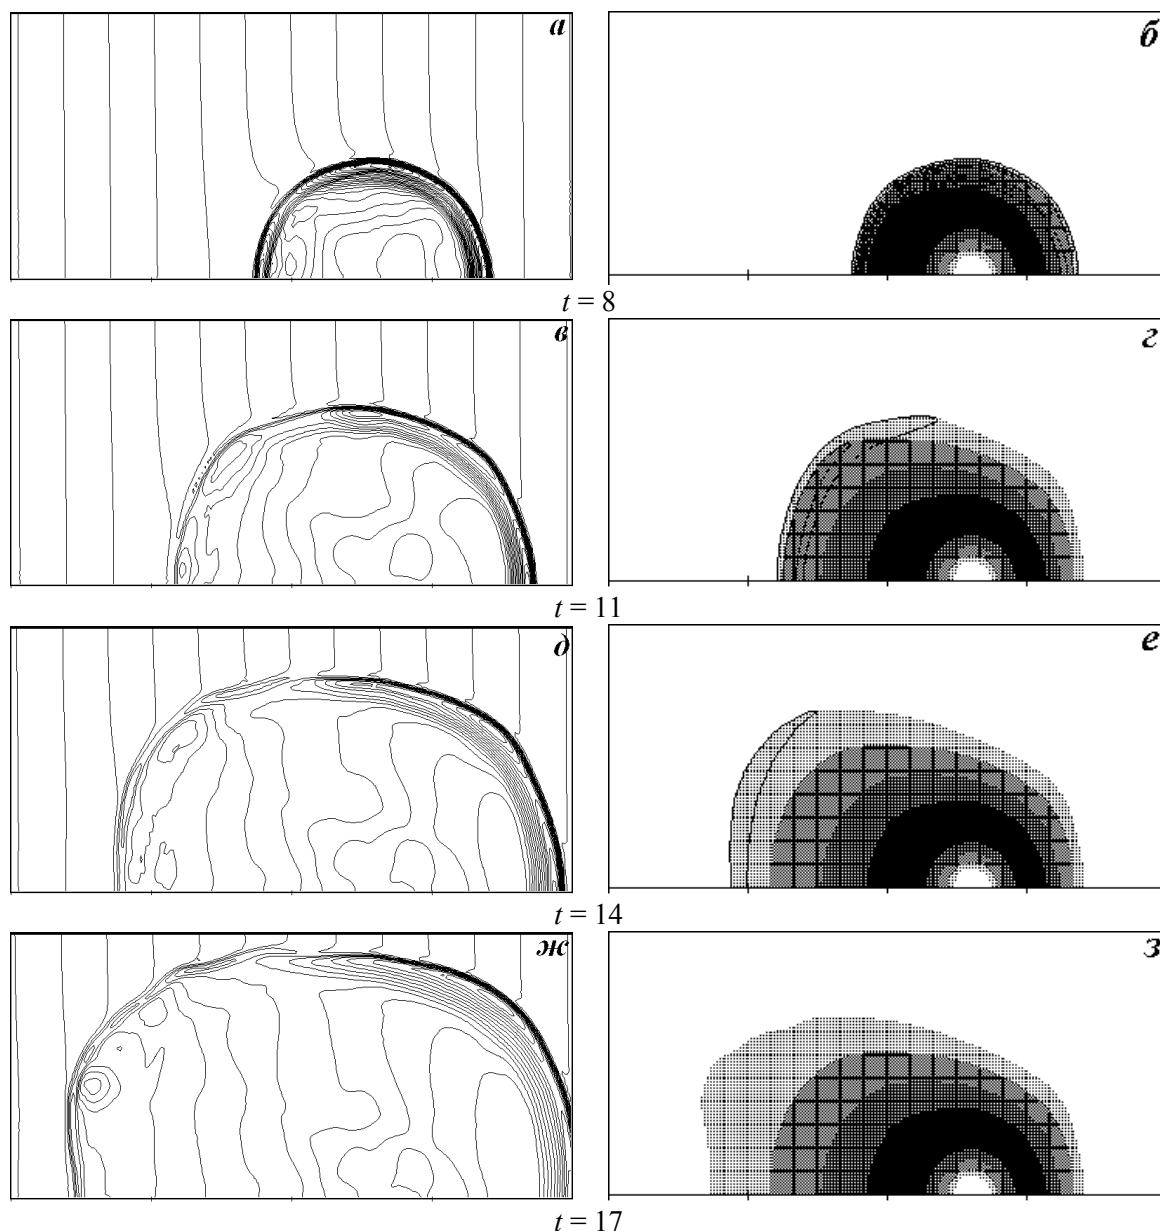 а б
t = 8
в г
t = 11
д е
t = 14
ж з
t = 17